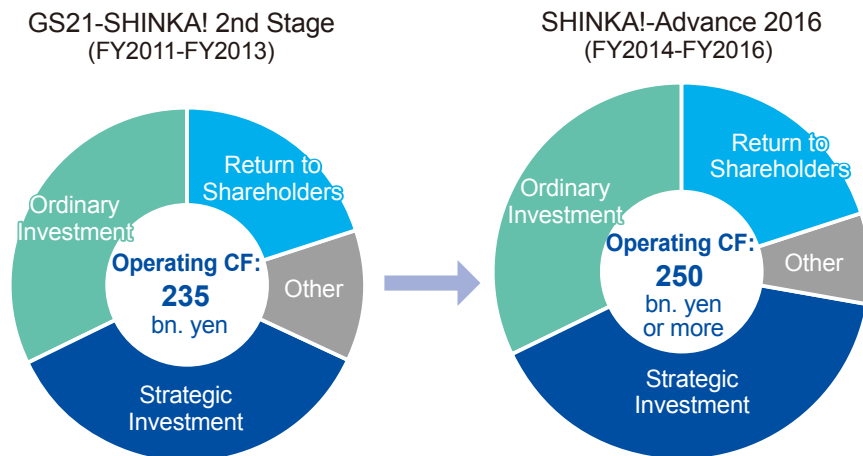 GS21-SHINKA! 2nd Stage
(FY2011-FY2013)
Ordinary
Investment
Return to
Shareholders
Operating CF:
235
bn. yen
Other
Strategic
Investment
SHINKA!-Advance 2016
(FY2014-FY2016)
Ordinary
Investment
Return to
Shareholders
Operating CF:
250
bn. yen
or more
Other
Strategic
Investment